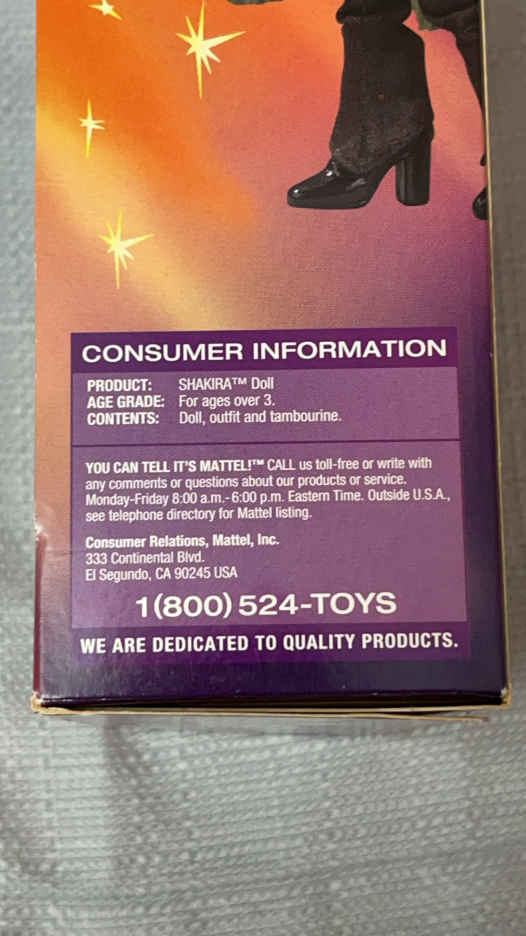 CONSUMER INFORMATION
PRODUCT: SHAKIRA™ Doll
AGE GRADE: For ages over 3.
CONTENTS: Doll, outfit and tambourine.
YOU CAN TELL IT'S MATTEL!™ CALL us toll-free or write with
any comments or questions about our products or service.
Monday-Friday 8:00 a.m.-6:00 p.m. Eastern Time. Outside U.S.A.,
see telephone directory for Mattel listing.
Consumer Relations, Mattel, Inc.
333 Continental Blvd.
El Segundo, CA 90245 USA
1(800) 524-TOYS
WE ARE DEDICATED TO QUALITY PRODUCTS.